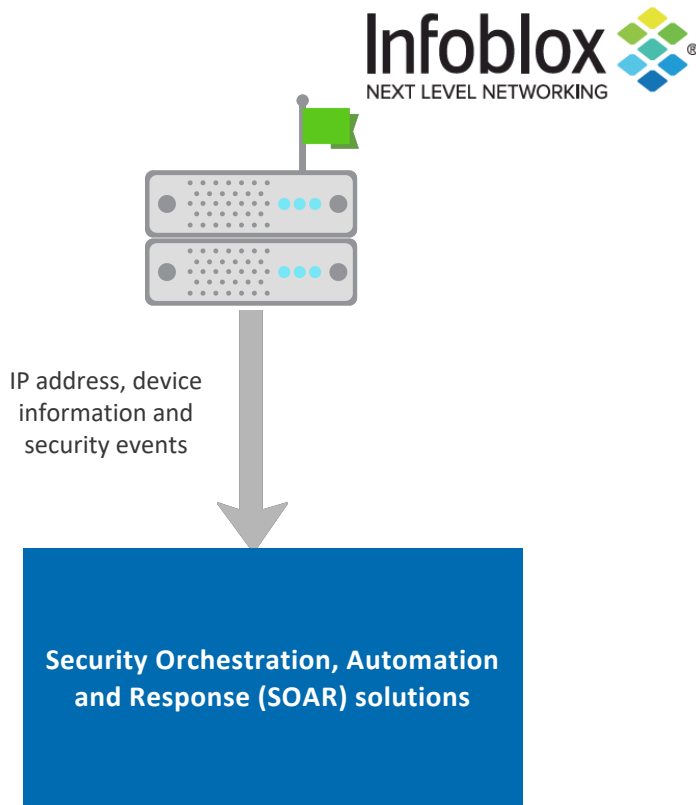 Infoblox
®
NEXT LEVEL NETWORKING
IP address, device
information and
security events
Security Orchestration, Automation
and Response (SOAR) solutions